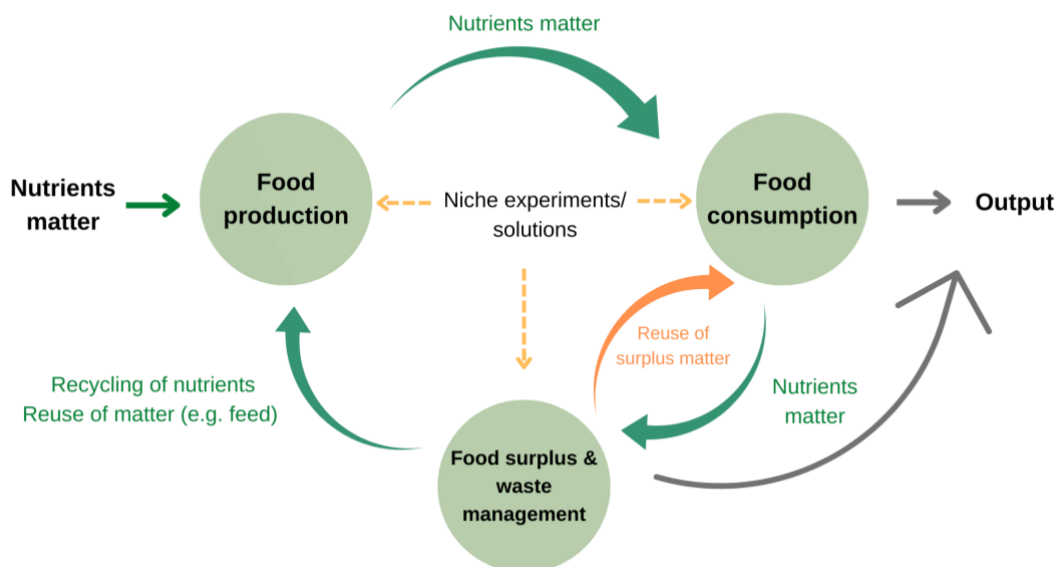 Nutrients matter
Nutrients
matter
Food
production
Niche experiments/
solutions
Food
consumption
Output
Reuse of
surplus matter
Recycling of nutrients
Reuse of matter (e.g. feed)
Nutrients
matter
Food surplus &
waste
management